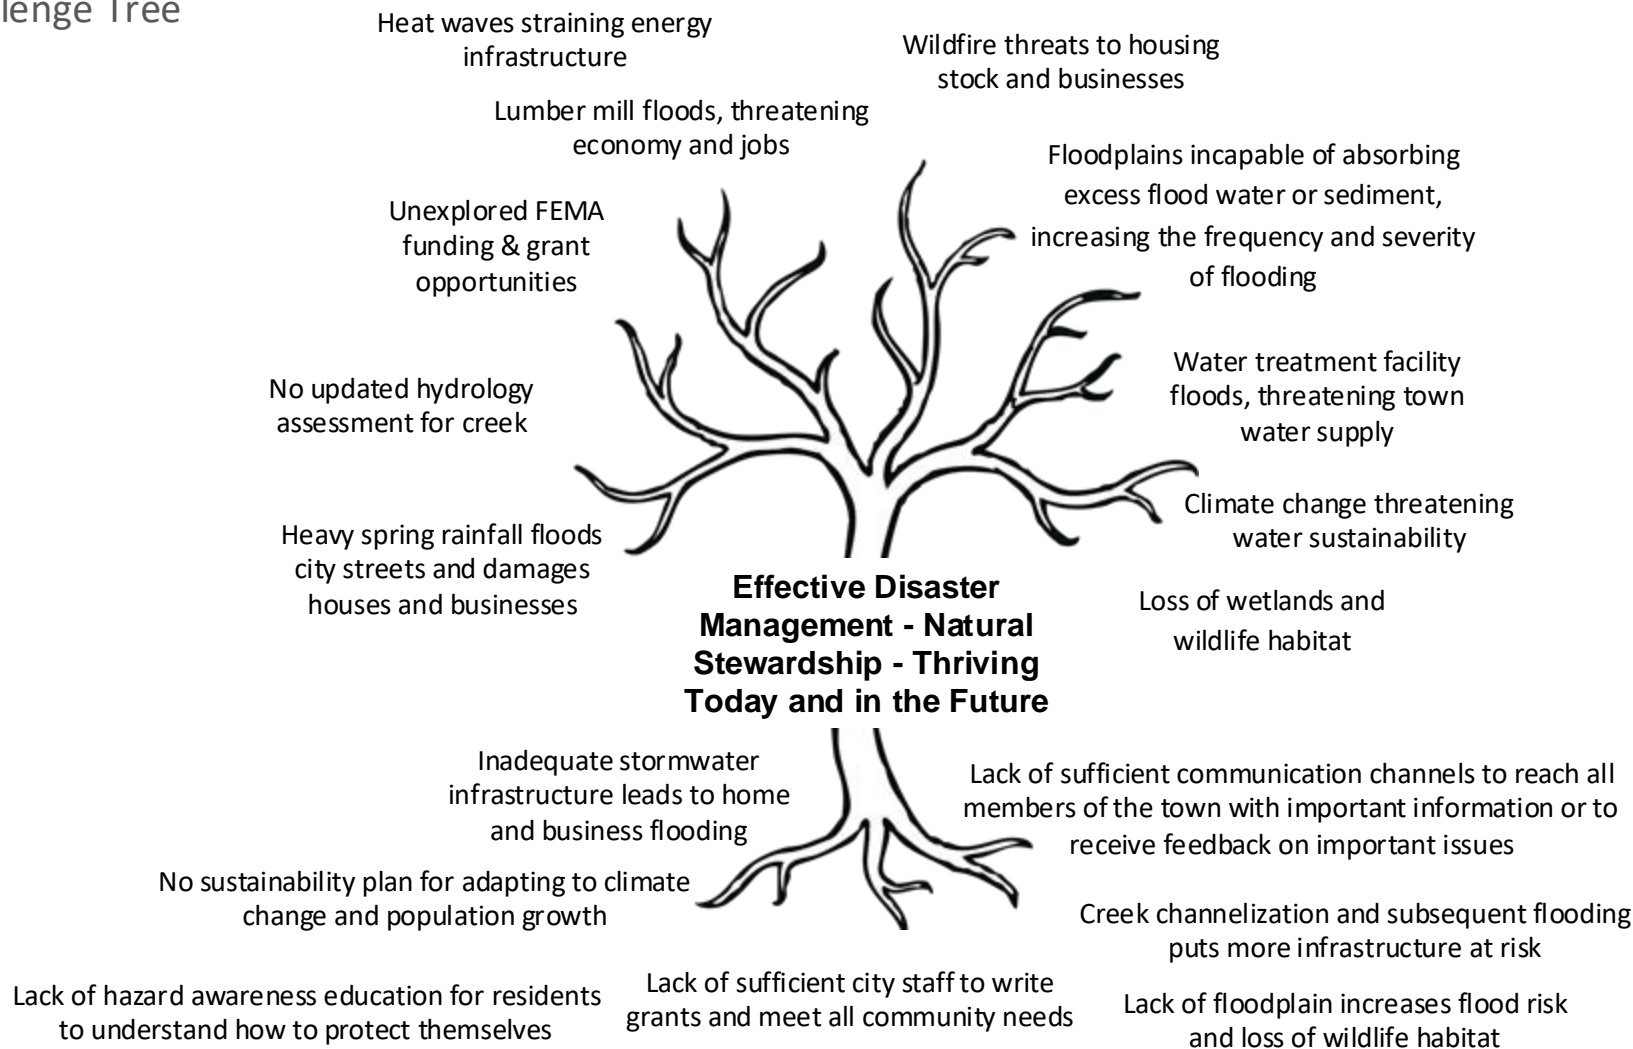 lenge Tree
Heat waves straining energy
infrastructure
Wildfire threats to housing
stock and businesses
Lumber mill floods, threatening
economy and jobs
Floodplains incapable of absorbing
excess flood water or sediment,
increasing the frequency and severity
of flooding
Unexplored FEMA
funding & grant
opportunities
No updated hydrology
assessment for creek
Water treatment facility
floods, threatening town
water supply
Climate change threatening
water sustainability
Heavy spring rainfall floods
city streets and damages
houses and businesses
Loss of wetlands and
wildlife habitat
Effective Disaster
Management - Natural
Stewardship - Thriving
Today and in the Future
Inadequate stormwater
infrastructure leads to home
and business flooding
Lack of sufficient communication channels to reach all
members of the town with important information or to
receive feedback on important issues
No sustainability plan for adapting to climate
change and population growth
Creek channelization and subsequent flooding
puts more infrastructure at risk
Lack of hazard awareness education for residents
to understand how to protect themselves
Lack of sufficient city staff to write
grants and meet all community needs
Lack of floodplain increases flood risk
and loss of wildlife habitat